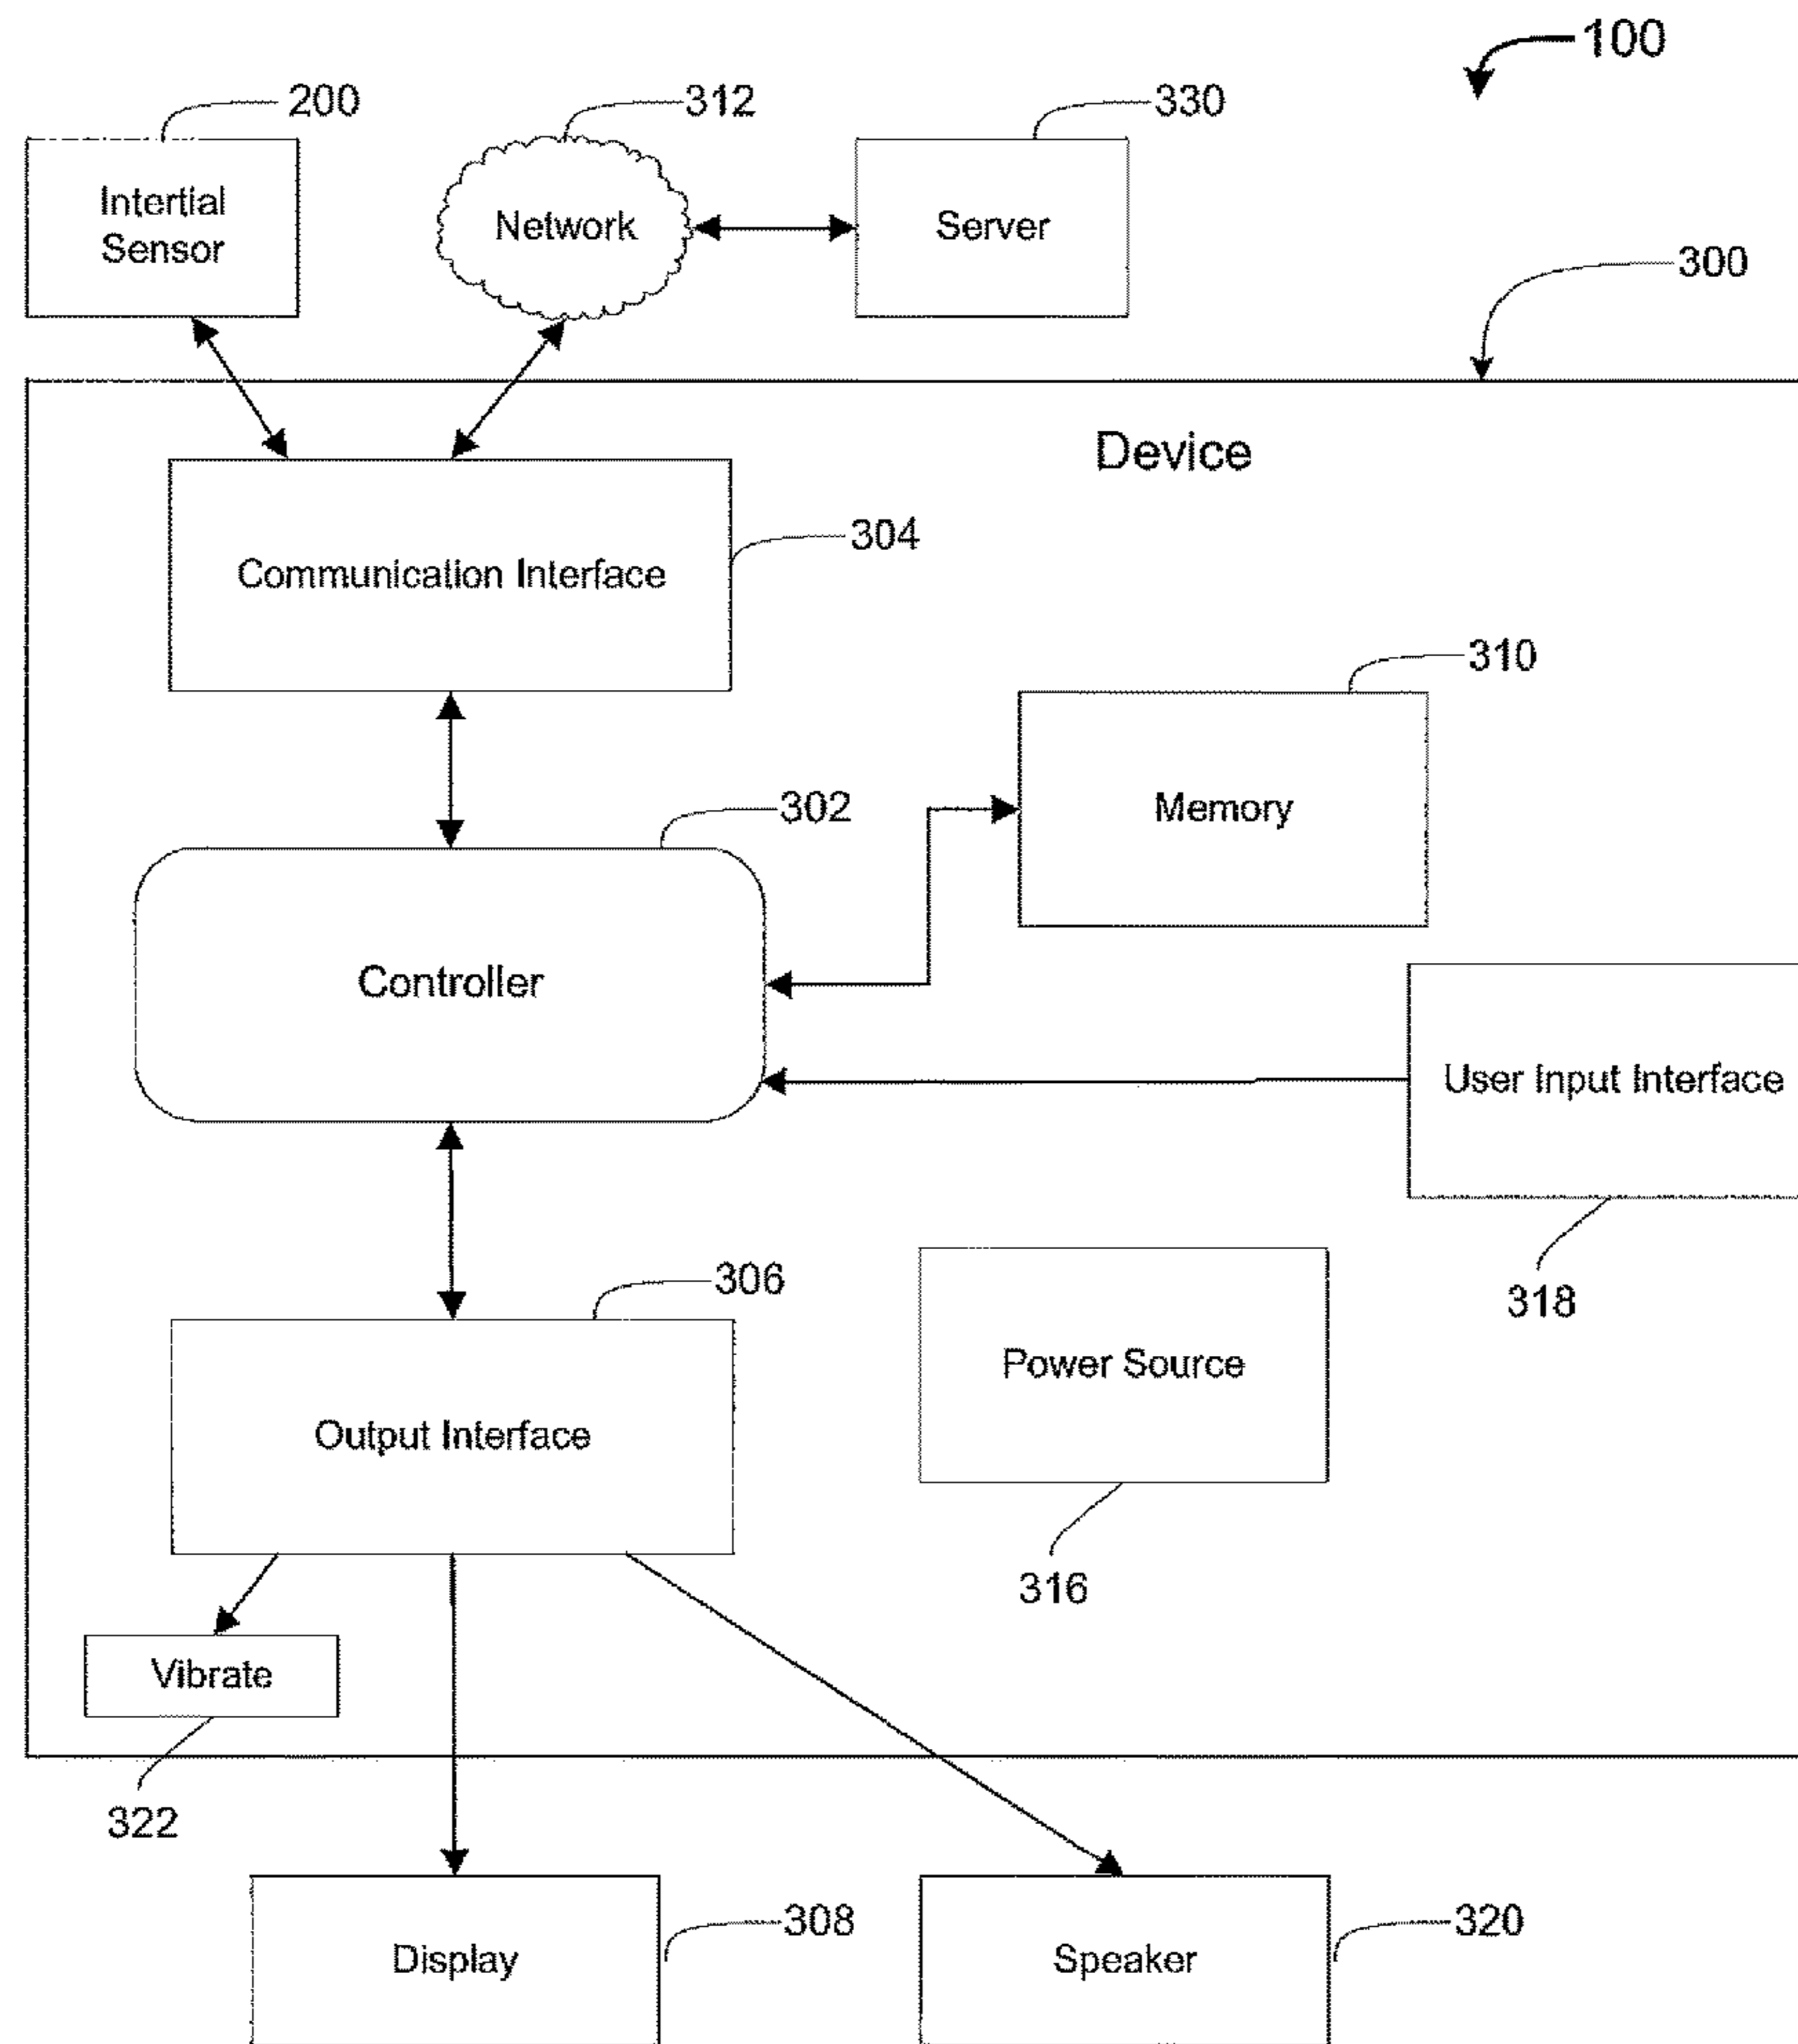 100
200
312
330
Intertial
Sensor
Network
Server
300
Device
304
Communication Interface
310
302
Memory
Controller
User Input Interface
306
318
Power Source
Output Interface
316
Vibrate
322
308
320
Display
Speaker